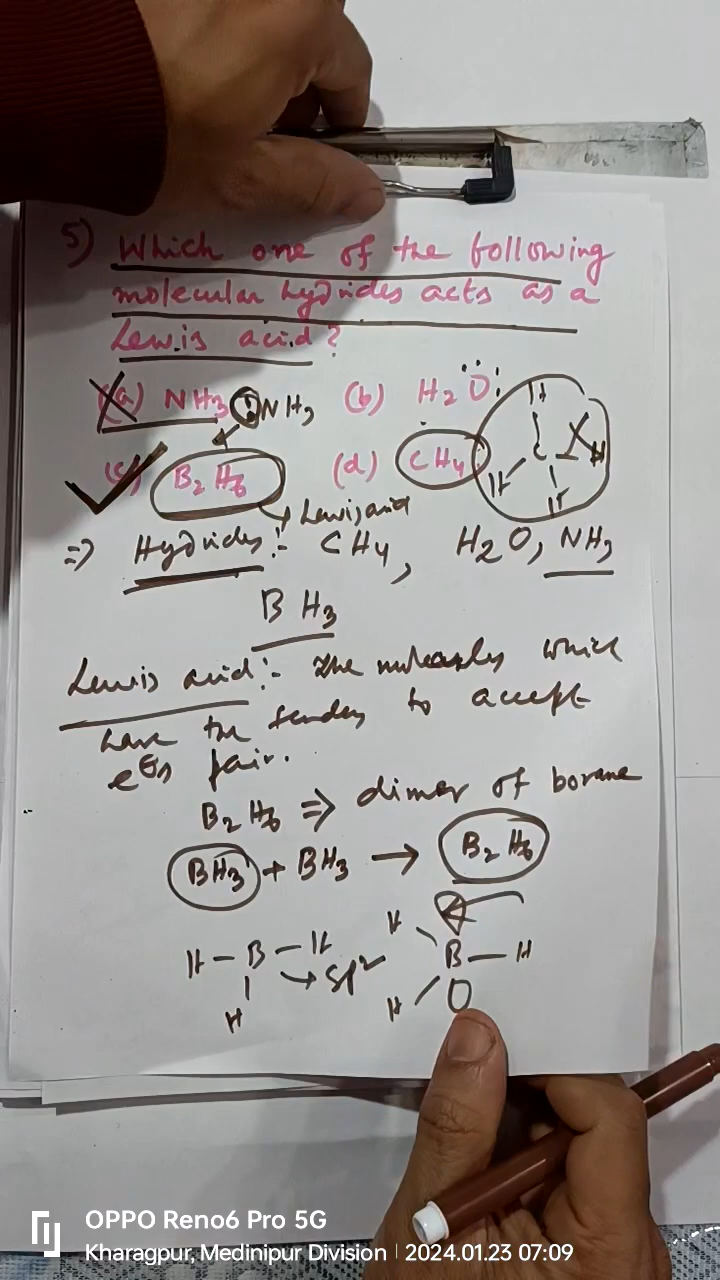 5) Which one of the following
molecular hydrides acts as a
Lewis acid?
(a) NH3 :NH3 (b) H2O
(c) B2H6 (d) CH4
H
C H
H H
Lewis acid
=> Hydrides:- CH4, H2O, NH3
BH3
Lewis acid:- The molecules which
have the tendency to accept
e⊖s pair.
B2H6 => dimer of borane
BH3 + BH3 → B2H6
H
H - B - H → sp2 B - H
H H
OPPO Reno6 Pro 5G
Kharagpur, Medinipur Division | 2024.01.23 07:09